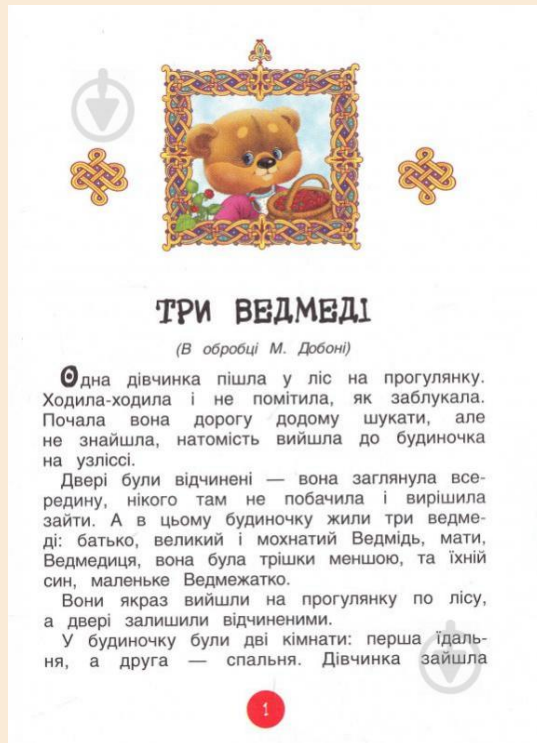 ТРИ ВЕДМЕДІ
(В обробці М. Добоні)
Одна дівчинка пішла у ліс на прогулянку.
Ходила-ходила і не помітила, як заблукала.
Почала вона дорогу додому шукати, але
не знайшла, натомість вийшла до будиночка
на узліссі.
Двері були відчинені — вона заглянула все-
редину, нікого там не побачила і вирішила
зайти. А в цьому будиночку жили три ведме-
ді: батько, великий і мохнатий Ведмідь, мати,
Ведмедиця, вона була трішки меншою, та їхній
син, маленьке Ведмежатко.
Вони якраз вийшли на прогулянку по лісу,
а двері залишили відчиненими.
У будиночку були дві кімнати: перша їдаль-
ня, а друга — спальня. Дівчинка зайшла
1